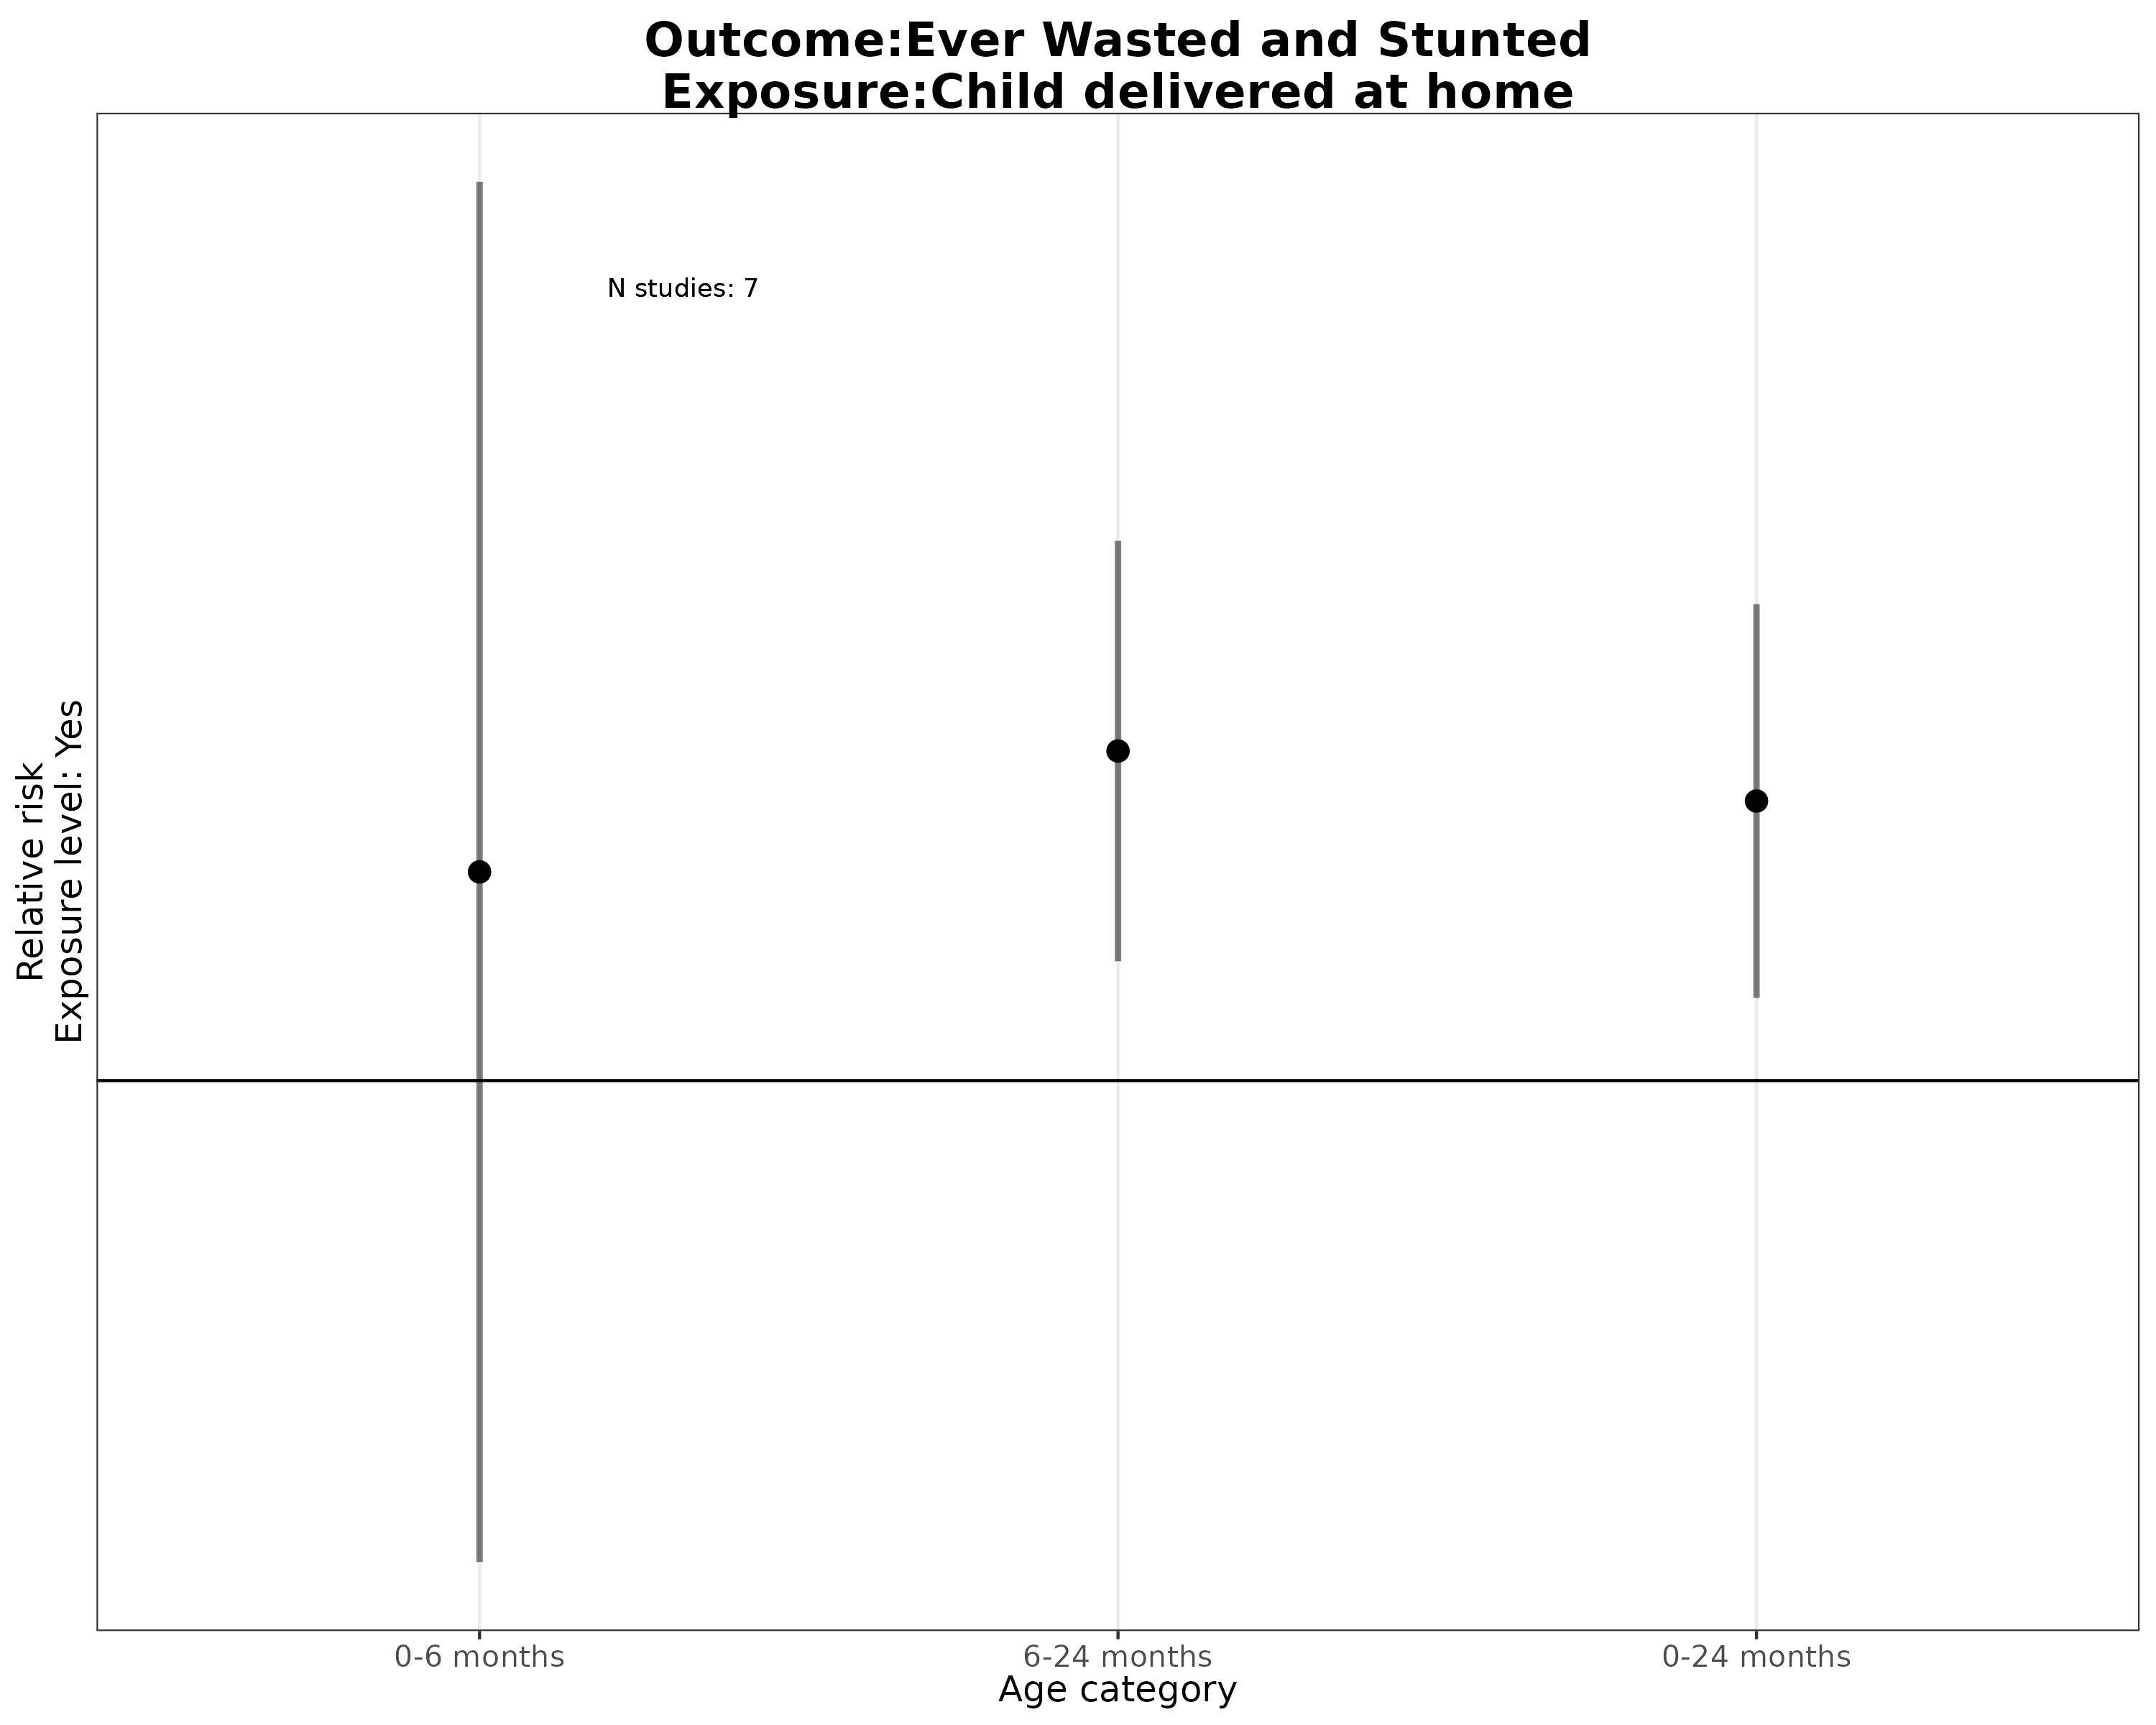 Outcome:Ever Wasted and Stunted
Exposure:Child delivered at home
N studies: 7
Relative risk
Exposure level: Yes
0-6 months
6-24 months
0-24 months
Age category